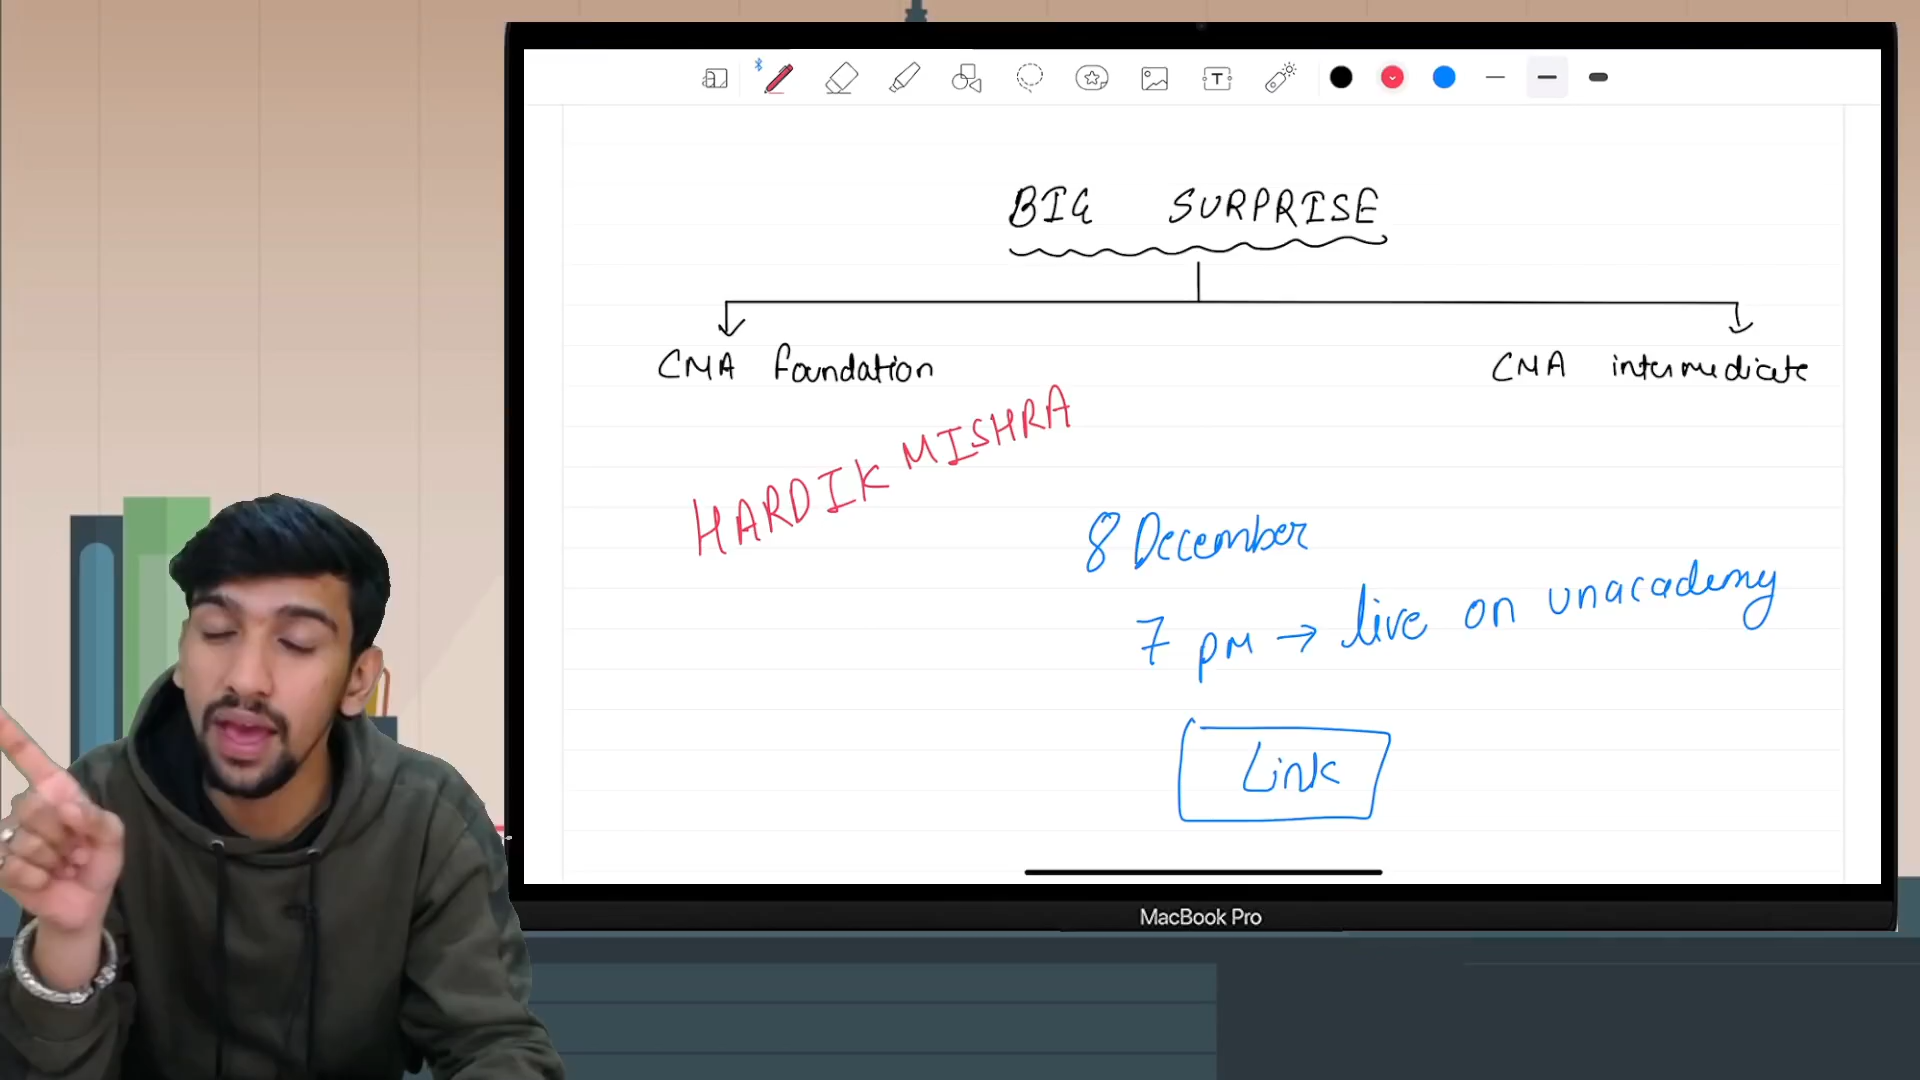 BIG SURPRISE
CMA foundation
CMA intermediate
HARDIK MISHRA
8 December
7 pm → live on unacademy
Link
MacBook Pro